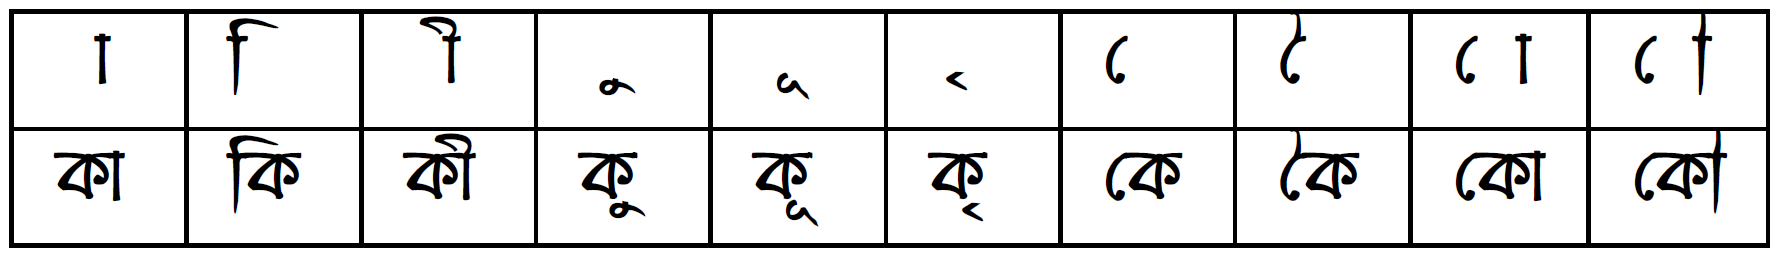 া ি ী ু ূ ৃ ে ৈ ো ৌ
কা কি কী কু কূ কৃ কে কৈ কো কৌ